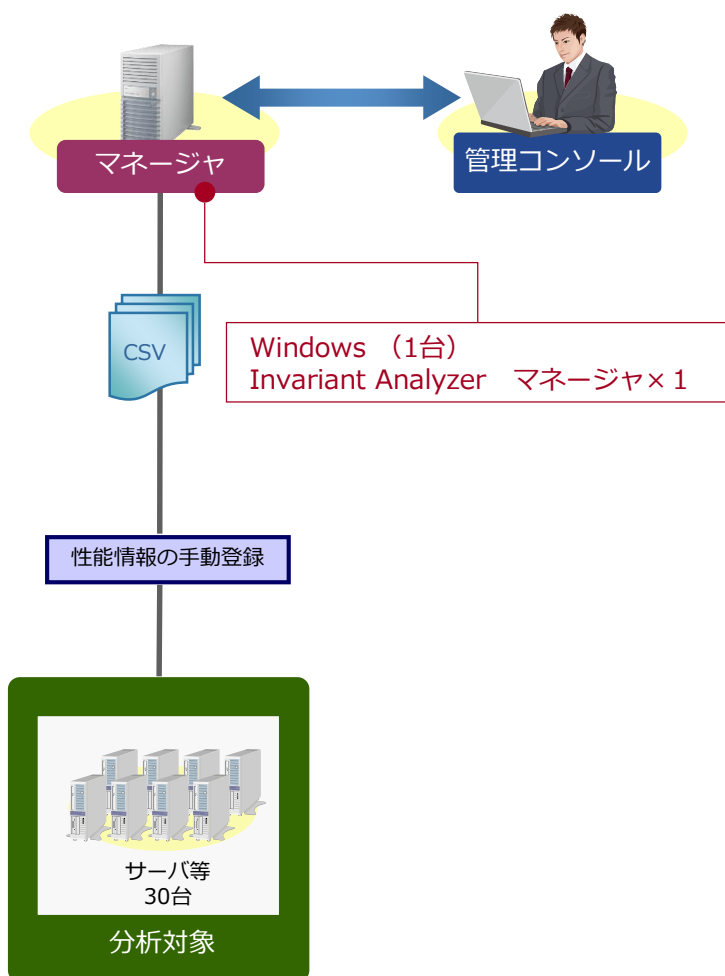 マネージャ
管理コンソール
CSV
Windows （1台）
Invariant Analyzer　マネージャ×１
性能情報の手動登録
サーバ等
30台
分析対象